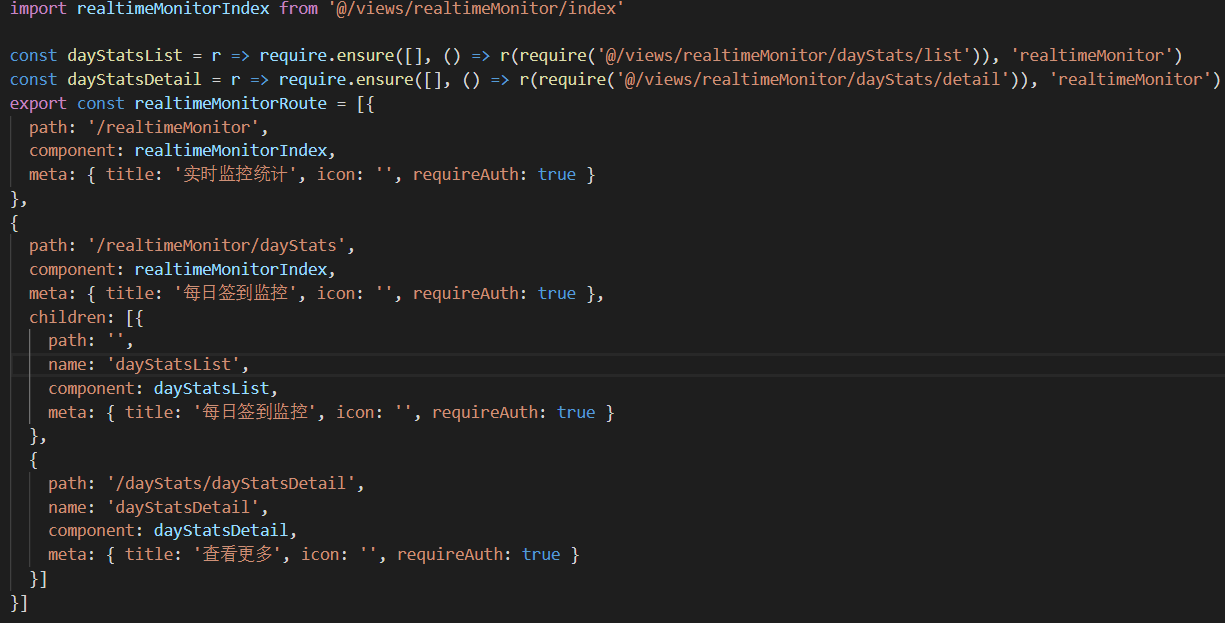 import realtimeMonitorIndex from '@/views/realtimeMonitor/index'
const dayStatsList = r => require.ensure([], () => r(require('@/views/realtimeMonitor/dayStats/list')), 'realtimeMonitor')
const dayStatsDetail = r => require.ensure([], () => r(require('@/views/realtimeMonitor/dayStats/detail')), 'realtimeMonitor')
export const realtimeMonitorRoute = [{
path: '/realtimeMonitor',
component: realtimeMonitorIndex,
meta: { title: '实时监控统计', icon: '', requireAuth: true }
},
{
path: '/realtimeMonitor/dayStats',
component: realtimeMonitorIndex,
meta: { title: '每日签到监控', icon: '', requireAuth: true },
children: [{
path: '',
name: 'dayStatsList',
component: dayStatsList,
meta: { title: '每日签到监控', icon: '', requireAuth: true }
},
{
path: '/dayStats/dayStatsDetail',
name: 'dayStatsDetail',
component: dayStatsDetail,
meta: { title: '查看更多', icon: '', requireAuth: true }
}]
}]